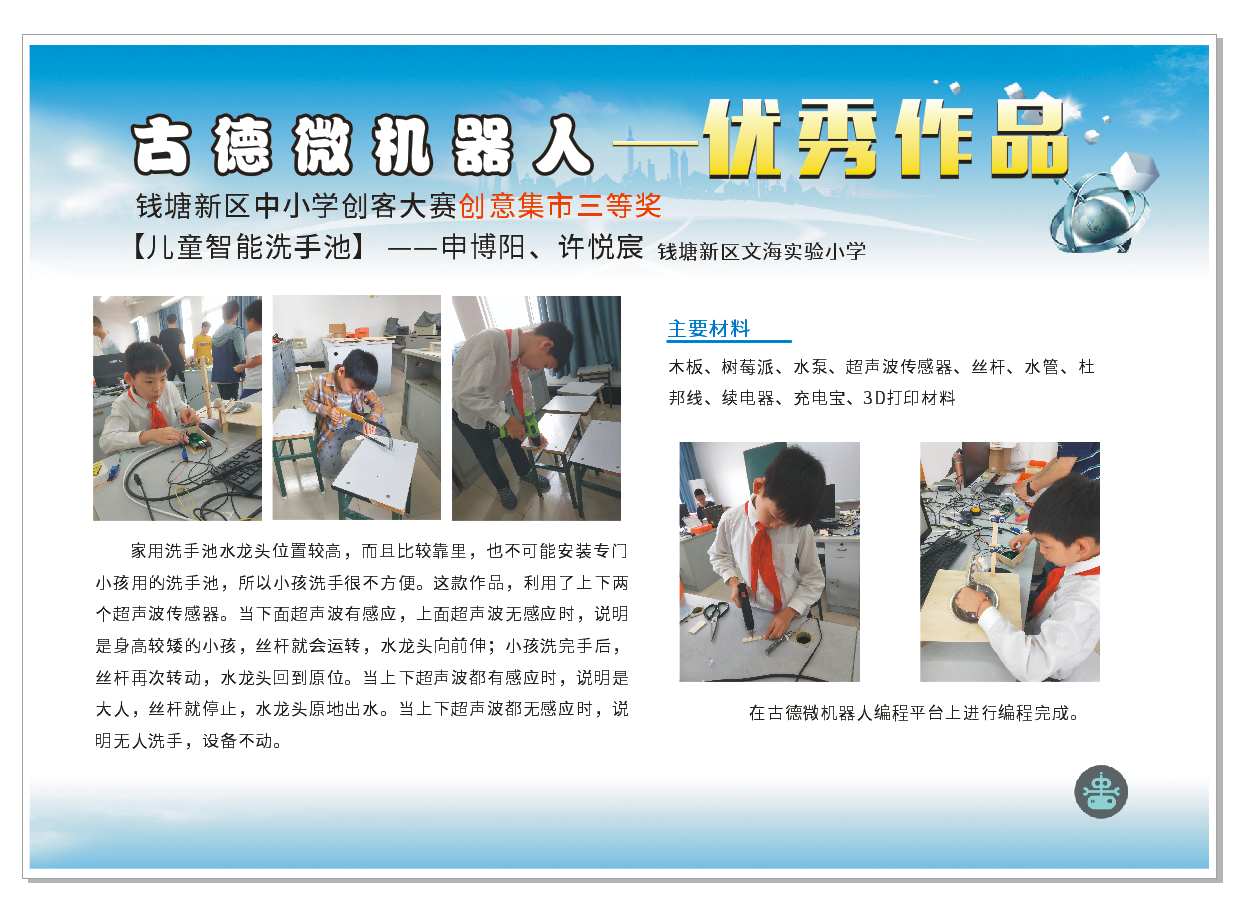 古德微机器人—优秀作品
钱塘新区中小学创客大赛创意集市三等奖
【儿童智能洗手池】 ——申博阳、许悦宸 钱塘新区文海实验小学
家用洗手池水龙头位置较高，而且比较靠里，也不可能安装专门
小孩用的洗手池，所以小孩洗手很不方便。这款作品，利用了上下两
个超声波传感器。当下面超声波有感应，上面超声波无感应时，说明
是身高较矮的小孩，丝杆就会运转，水龙头向前伸；小孩洗完手后，
丝杆再次转动，水龙头回到原位。当上下超声波都有感应时，说明是
大人，丝杆就停止，水龙头原地出水。当上下超声波都无感应时，说
明无人洗手，设备不动。
主要材料
木板、树莓派、水泵、超声波传感器、丝杆、水管、杜
邦线、续电器、充电宝、3D打印材料
在古德微机器人编程平台上进行编程完成。